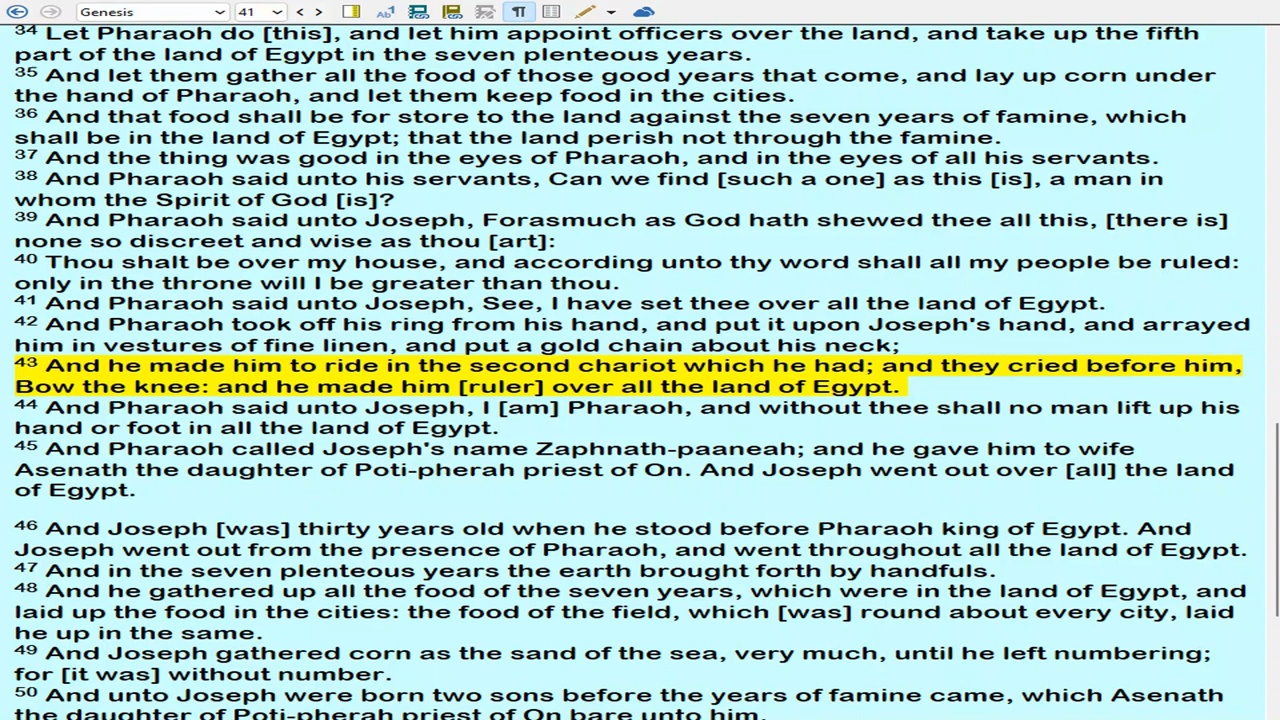 Genesis 41 < >
34 Let Pharaoh do [this], and let him appoint officers over the land, and take up the fifth
part of the land of Egypt in the seven plenteous years.
35 And let them gather all the food of those good years that come, and lay up corn under
the hand of Pharaoh, and let them keep food in the cities.
36 And that food shall be for store to the land against the seven years of famine, which
shall be in the land of Egypt; that the land perish not through the famine.
37 And the thing was good in the eyes of Pharaoh, and in the eyes of all his servants.
38 And Pharaoh said unto his servants, Can we find [such a one] as this [is], a man in
whom the Spirit of God [is]?
39 And Pharaoh said unto Joseph, Forasmuch as God hath shewed thee all this, [there is]
none so discreet and wise as thou [art]:
40 Thou shalt be over my house, and according unto thy word shall all my people be ruled:
only in the throne will I be greater than thou.
41 And Pharaoh said unto Joseph, See, I have set thee over all the land of Egypt.
42 And Pharaoh took off his ring from his hand, and put it upon Joseph's hand, and arrayed
him in vestures of fine linen, and put a gold chain about his neck;
43 And he made him to ride in the second chariot which he had; and they cried before him,
Bow the knee: and he made him [ruler] over all the land of Egypt.
44 And Pharaoh said unto Joseph, I [am] Pharaoh, and without thee shall no man lift up his
hand or foot in all the land of Egypt.
45 And Pharaoh called Joseph's name Zaphnath-paaneah; and he gave him to wife
Asenath the daughter of Poti-pherah priest of On. And Joseph went out over [all] the land
of Egypt.
46 And Joseph [was] thirty years old when he stood before Pharaoh king of Egypt. And
Joseph went out from the presence of Pharaoh, and went throughout all the land of Egypt.
47 And in the seven plenteous years the earth brought forth by handfuls.
48 And he gathered up all the food of the seven years, which were in the land of Egypt, and
laid up the food in the cities: the food of the field, which [was] round about every city, laid
he up in the same.
49 And Joseph gathered corn as the sand of the sea, very much, until he left numbering;
for [it was] without number.
50 And unto Joseph were born two sons before the years of famine came, which Asenath
the daughter of Poti-pherah priest of On bare unto him.